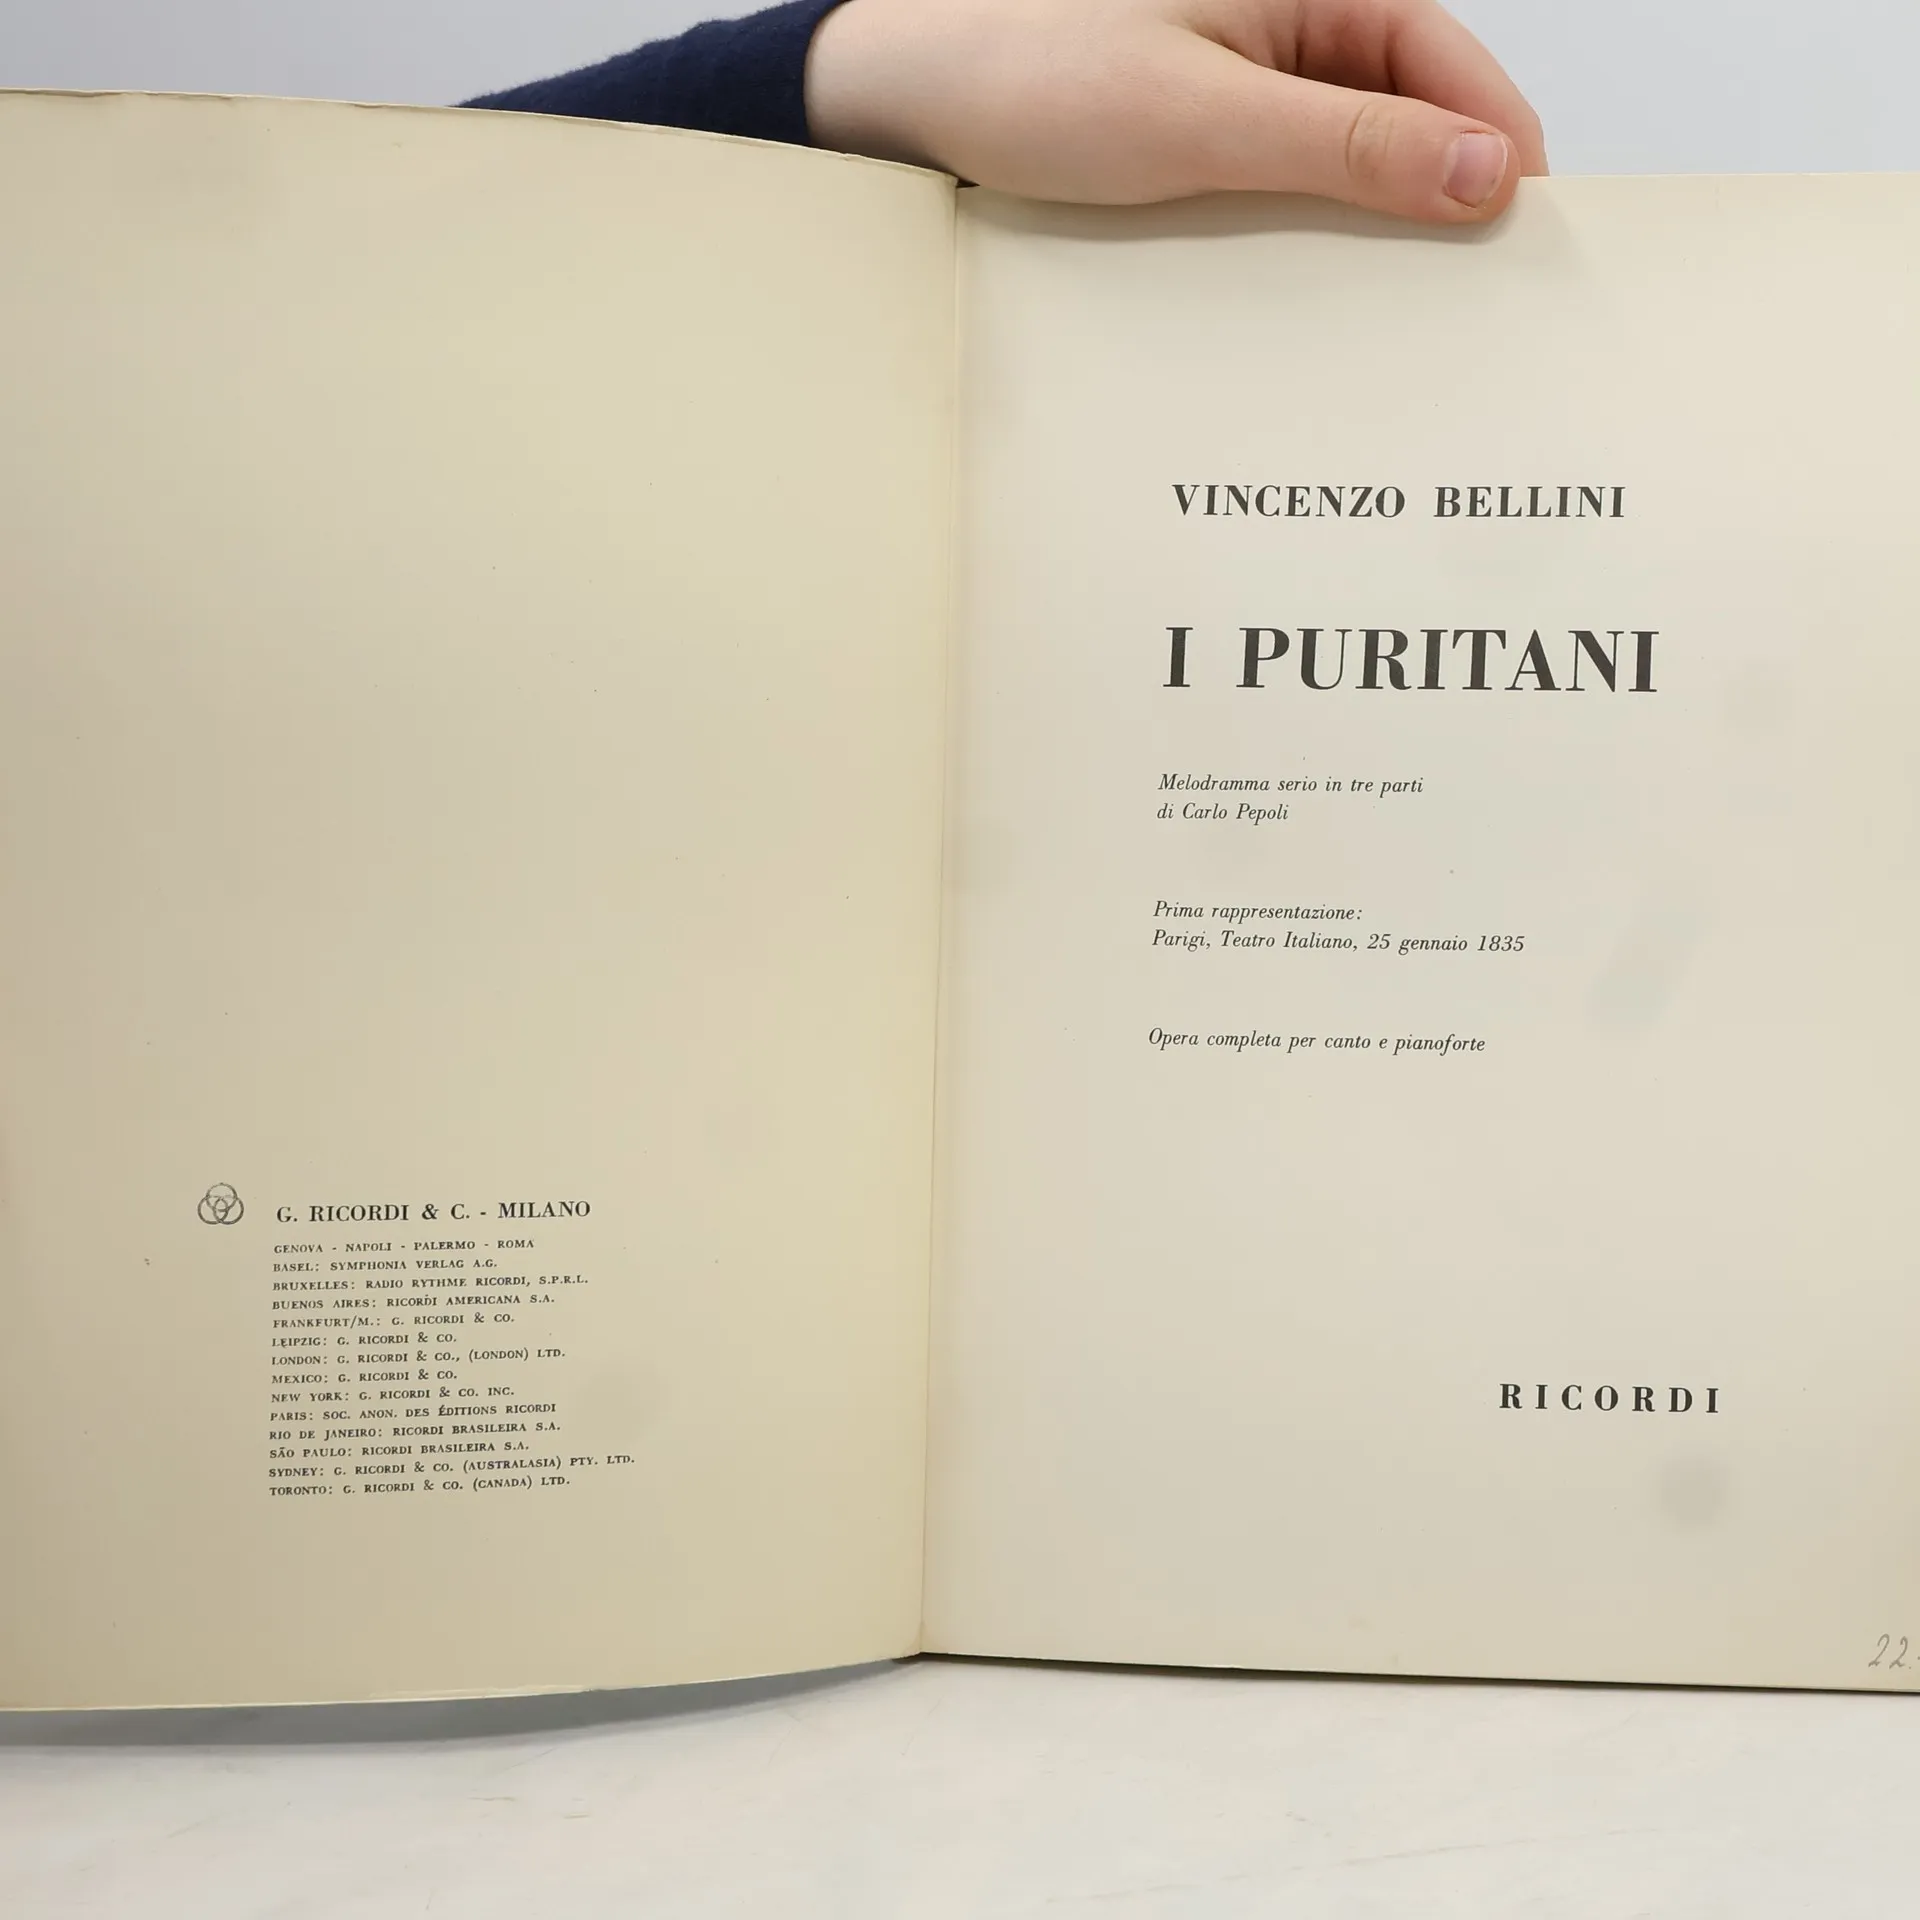 G. RICORDI & C. - MILANO
GENOVA - NAPOLI - PALERMO - ROMA
BASEL: SYMPHONIA VERLAG A.G.
BRUXELLES: RADIO RYTHME RICORDI, S.P.R.L.
BUENOS AIRES: RICORDI AMERICANA S.A.
FRANKFURT/M.: G. RICORDI & CO.
LEIPZIG: G. RICORDI & CO.
LONDON: G. RICORDI & CO., (LONDON) LTD.
MEXICO: G. RICORDI & CO.
NEW YORK: G. RICORDI & CO. INC.
PARIS: SOC. ANON. DES ÉDITIONS RICORDI
RIO DE JANEIRO: RICORDI BRASILEIRA S.A.
SÃO PAULO: RICORDI BRASILEIRA S.A.
SYDNEY: G. RICORDI & CO. (AUSTRALASIA) PTY. LTD.
TORONTO: G. RICORDI & CO. (CANADA) LTD.
VINCENZO BELLINI
I PURITANI
Melodramma serio in tre parti
di Carlo Pepoli
Prima rappresentazione:
Parigi, Teatro Italiano, 25 gennaio 1835
Opera completa per canto e pianoforte
RICORDI
22.-